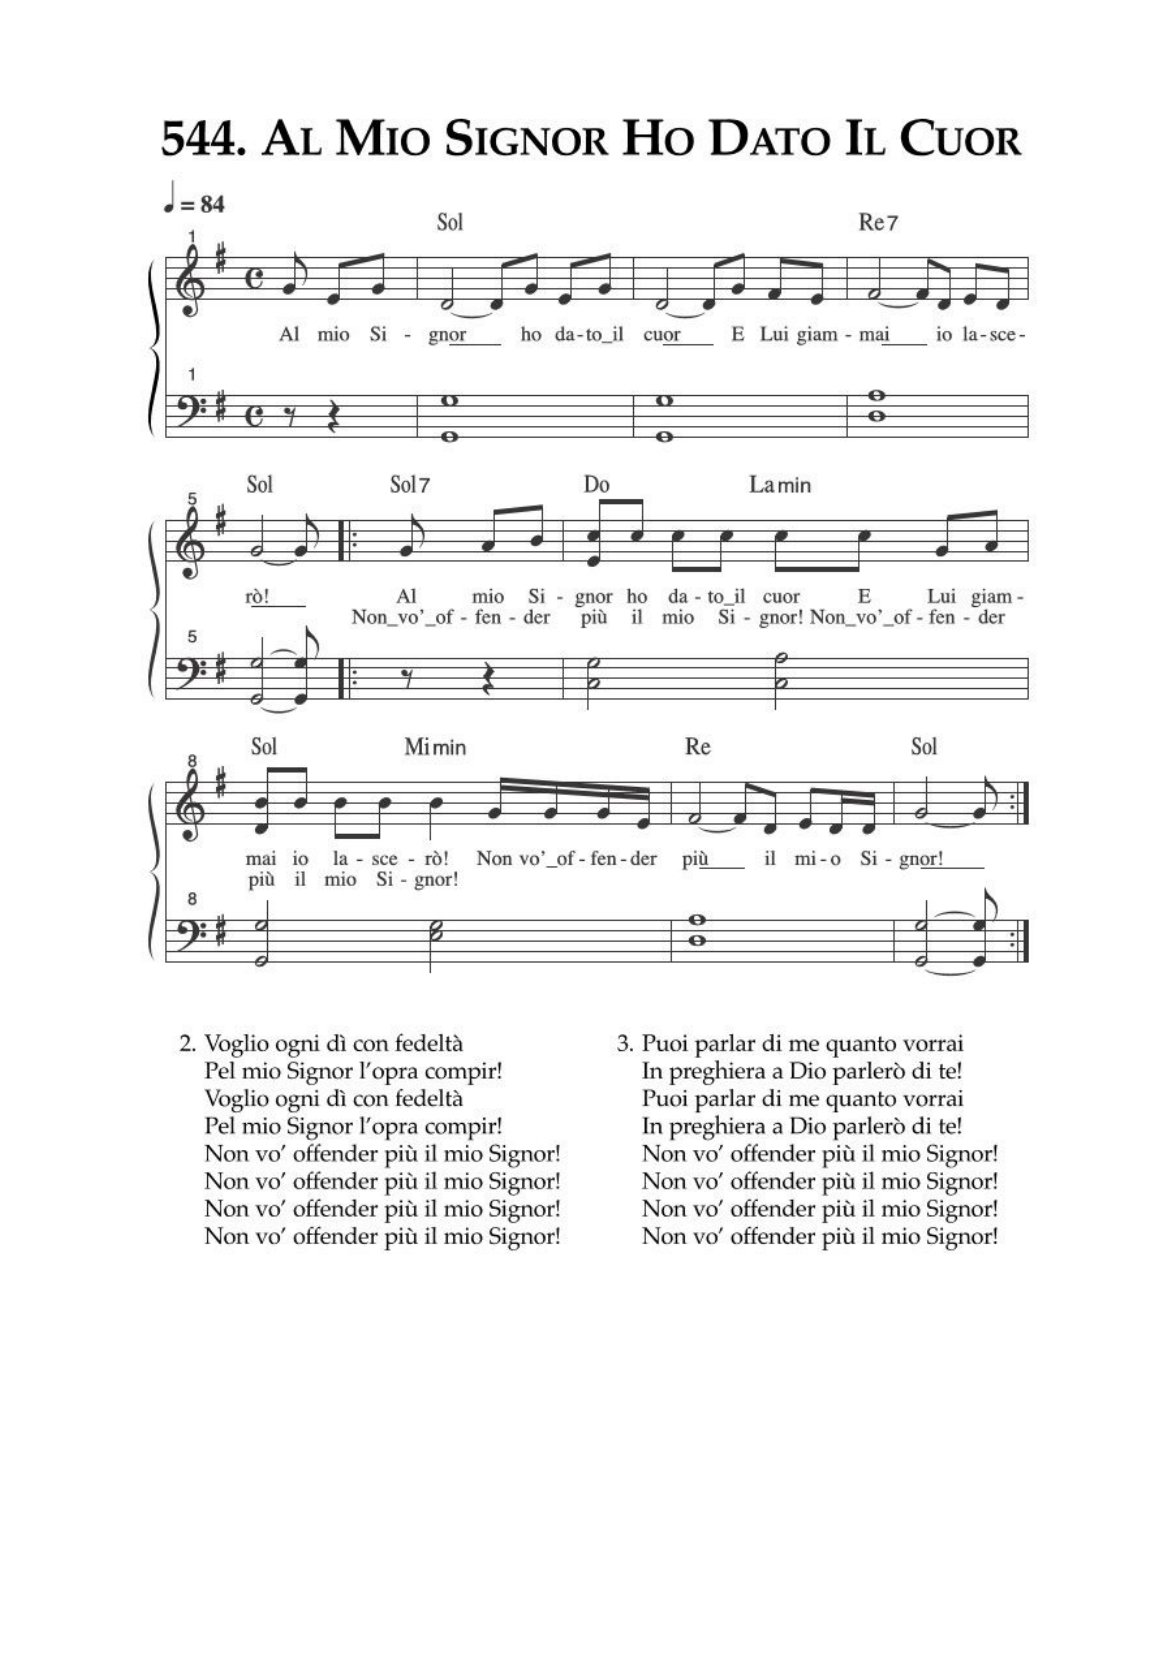 544. AL MIO SIGNOR HO DATO IL CUOR
= 84
Sol Re7
1
Al mio Si - gnor____ ho da-to_il cuor____ E Lui giam - mai____ io la-sce-
1
Sol Sol7 Do Lamin
5
rò!____ Al mio Si - gnor ho da - to_il cuor E Lui giam -
Non_vo'_of - fen - der più il mio Si - gnor! Non_vo'_of - fen - der
5
Sol Mimin Re Sol
8
mai io la - sce - rò! Non vo'_of - fen - der più____ il mi - o Si - gnor!____
più il mio Si - gnor!
8
2. Voglio ogni dì con fedeltà
Pel mio Signor l'opra compir!
Voglio ogni dì con fedeltà
Pel mio Signor l'opra compir!
Non vo' offender più il mio Signor!
Non vo' offender più il mio Signor!
Non vo' offender più il mio Signor!
Non vo' offender più il mio Signor!
3. Puoi parlar di me quanto vorrai
In preghiera a Dio parlerò di te!
Puoi parlar di me quanto vorrai
In preghiera a Dio parlerò di te!
Non vo' offender più il mio Signor!
Non vo' offender più il mio Signor!
Non vo' offender più il mio Signor!
Non vo' offender più il mio Signor!